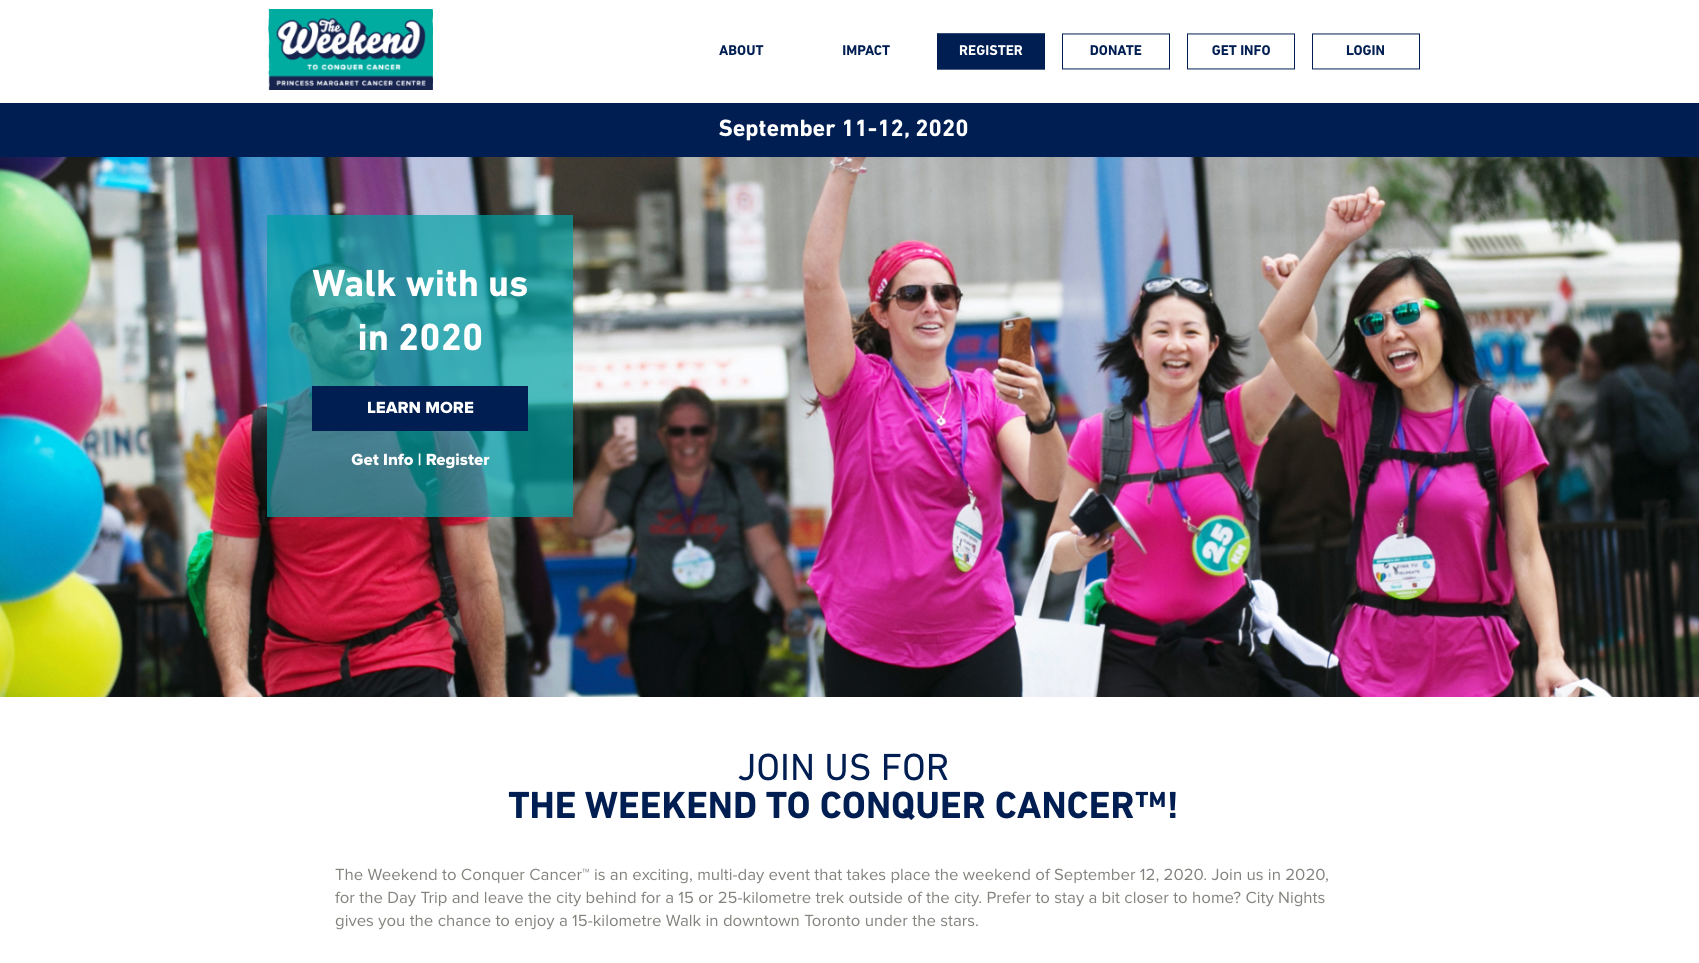 The
Weekend
TO CONQUER CANCER
PRINCESS MARGARET CANCER CENTRE
ABOUT
IMPACT
REGISTER
DONATE
GET INFO
LOGIN
September 11-12, 2020
Walk with us
in 2020
LEARN MORE
Get Info | Register
RING
25
JOIN US FOR
THE WEEKEND TO CONQUER CANCER™!
The Weekend to Conquer Cancer™ is an exciting, multi-day event that takes place the weekend of September 12, 2020. Join us in 2020,
for the Day Trip and leave the city behind for a 15 or 25-kilometre trek outside of the city. Prefer to stay a bit closer to home? City Nights
gives you the chance to enjoy a 15-kilometre Walk in downtown Toronto under the stars.